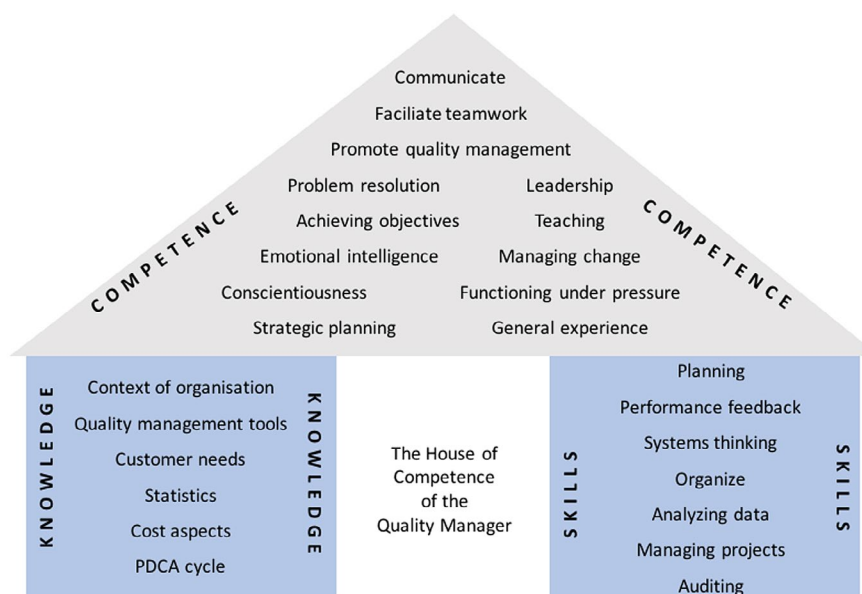 Communicate
Faciliate teamwork
Promote quality management
Problem resolution Leadership
Achieving objectives Teaching
Emotional intelligence Managing change
Conscientiousness Functioning under pressure
Strategic planning General experience
COMPETENCE
COMPETENCE
KNOWLEDGE
Context of organisation
Quality management tools
Customer needs
Statistics
Cost aspects
PDCA cycle
KNOWLEDGE
The House of
Competence
of the
Quality Manager
SKILLS
Planning
Performance feedback
Systems thinking
Organize
Analyzing data
Managing projects
Auditing
SKILLS